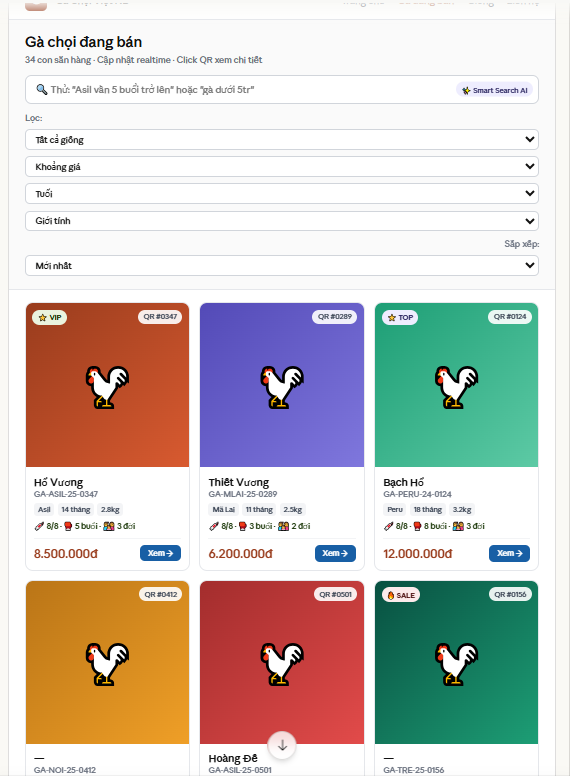 Gà chọi đang bán
34 con sẵn hàng · Cập nhật realtime · Click QR xem chi tiết
Thử: "Asil vần 5 buổi trở lên" hoặc "gà dưới 5tr"
Smart Search AI
Lọc:
Tất cả giống
Khoảng giá
Tuổi
Giới tính
Sắp xếp:
Mới nhất
VIP
QR #0347
QR #0289
TOP
QR #0124
Hổ Vương
GA-ASIL-25-0347
Asil 14 tháng 2.8kg
8/8 · 5 buổi · 3 đời
8.500.000đ
Xem →
Thiết Vương
GA-MLAI-25-0289
Mã Lai 11 tháng 2.5kg
8/8 · 3 buổi · 2 đời
6.200.000đ
Xem →
Bạch Hổ
GA-PERU-24-0124
Peru 18 tháng 3.2kg
8/8 · 8 buổi · 3 đời
12.000.000đ
Xem →
QR #0412
QR #0501
SALE
QR #0156
—
GA-NOI-25-0412
Hoàng Đế
GA-ASIL-25-0501
—
GA-TRE-25-0156